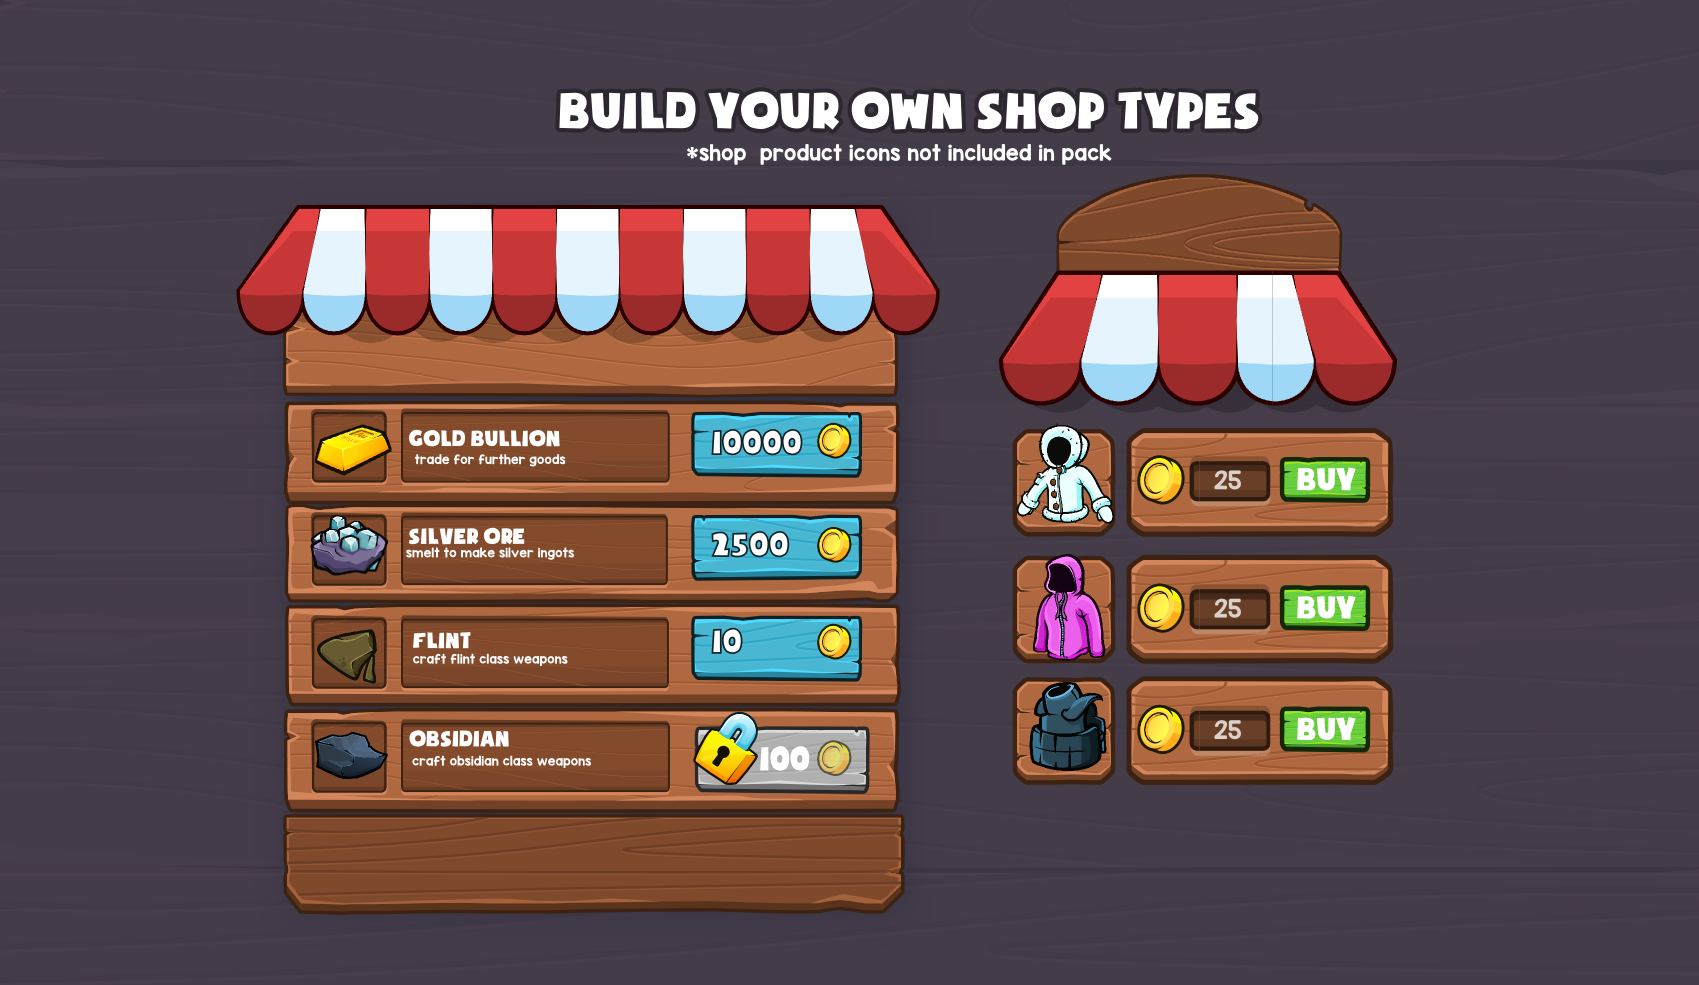 BUILD YOUR OWN SHOP TYPES
*shop product icons not included in pack
GOLD BULLION
trade for further goods
10000
SILVER ORE
smelt to make silver ingots
2500
FLINT
craft flint class weapons
10
OBSIDIAN
craft obsidian class weapons
100
25 BUY
25 BUY
25 BUY